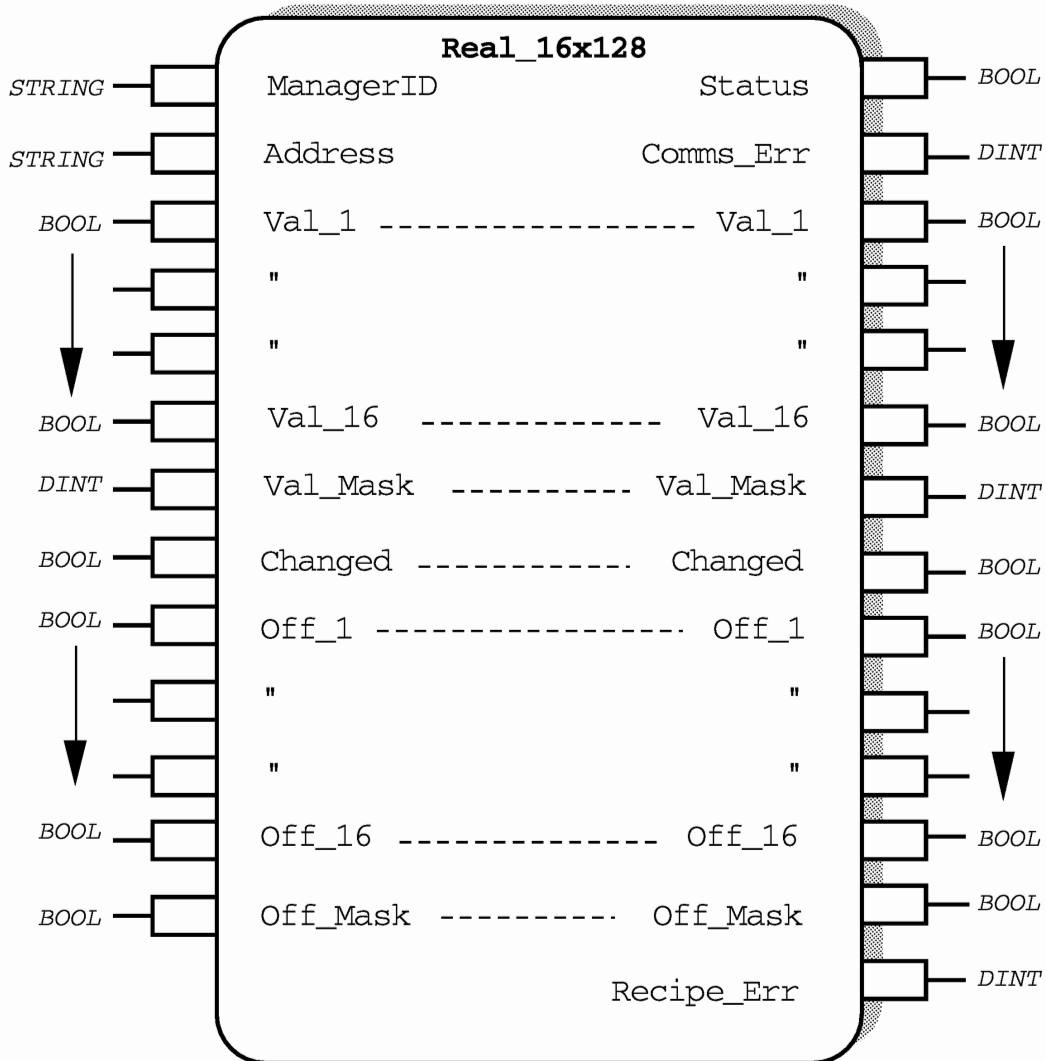 Real_16x128
STRING ManagerID Status BOOL
STRING Address Comms_Err DINT
BOOL Val_1 Val_1 BOOL
" "
" "
BOOL Val_16 Val_16 BOOL
DINT Val_Mask Val_Mask DINT
BOOL Changed Changed BOOL
BOOL Off_1 Off_1 BOOL
" "
" "
BOOL Off_16 Off_16 BOOL
BOOL Off_Mask Off_Mask BOOL
Recipe_Err DINT